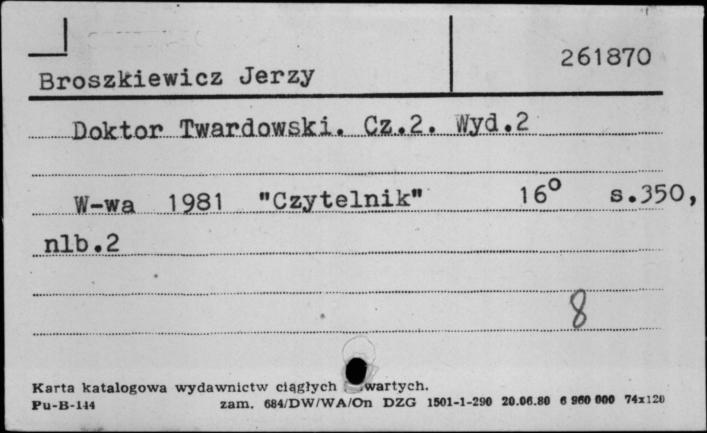 261870
Broszkiewicz Jerzy
Doktor Twardowski. Cz.2. Wyd.2
W-wa 1981 "Czytelnik" 16° s.350,
nlb.2
8
Karta katalogowa wydawnictw ciągłych wartych.
Pu-B-144 zam. 684/DW/WA/On DZG 1501-1-290 20.06.80 6 960 000 74x120